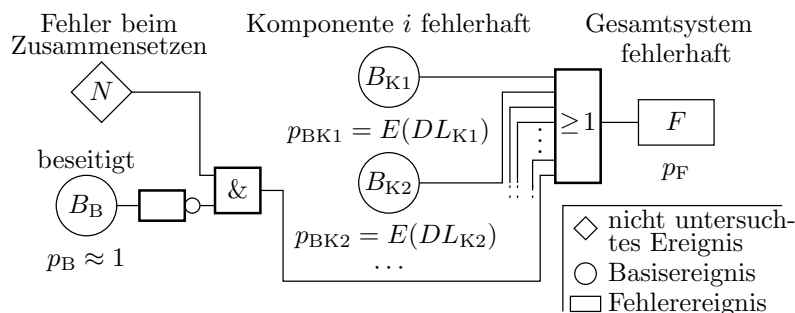 Fehler beim
Zusammensetzen
Komponente i fehlerhaft
Gesamtsystem
fehlerhaft
N
B_K1
≥1
F
p_BK1 = E(DL_K1)
p_F
beseitigt
B_B
&
B_K2
p_B ≈ 1
p_BK2 = E(DL_K2)
...
nicht untersuch-
tes Ereignis
Basisereignis
Fehlerereignis